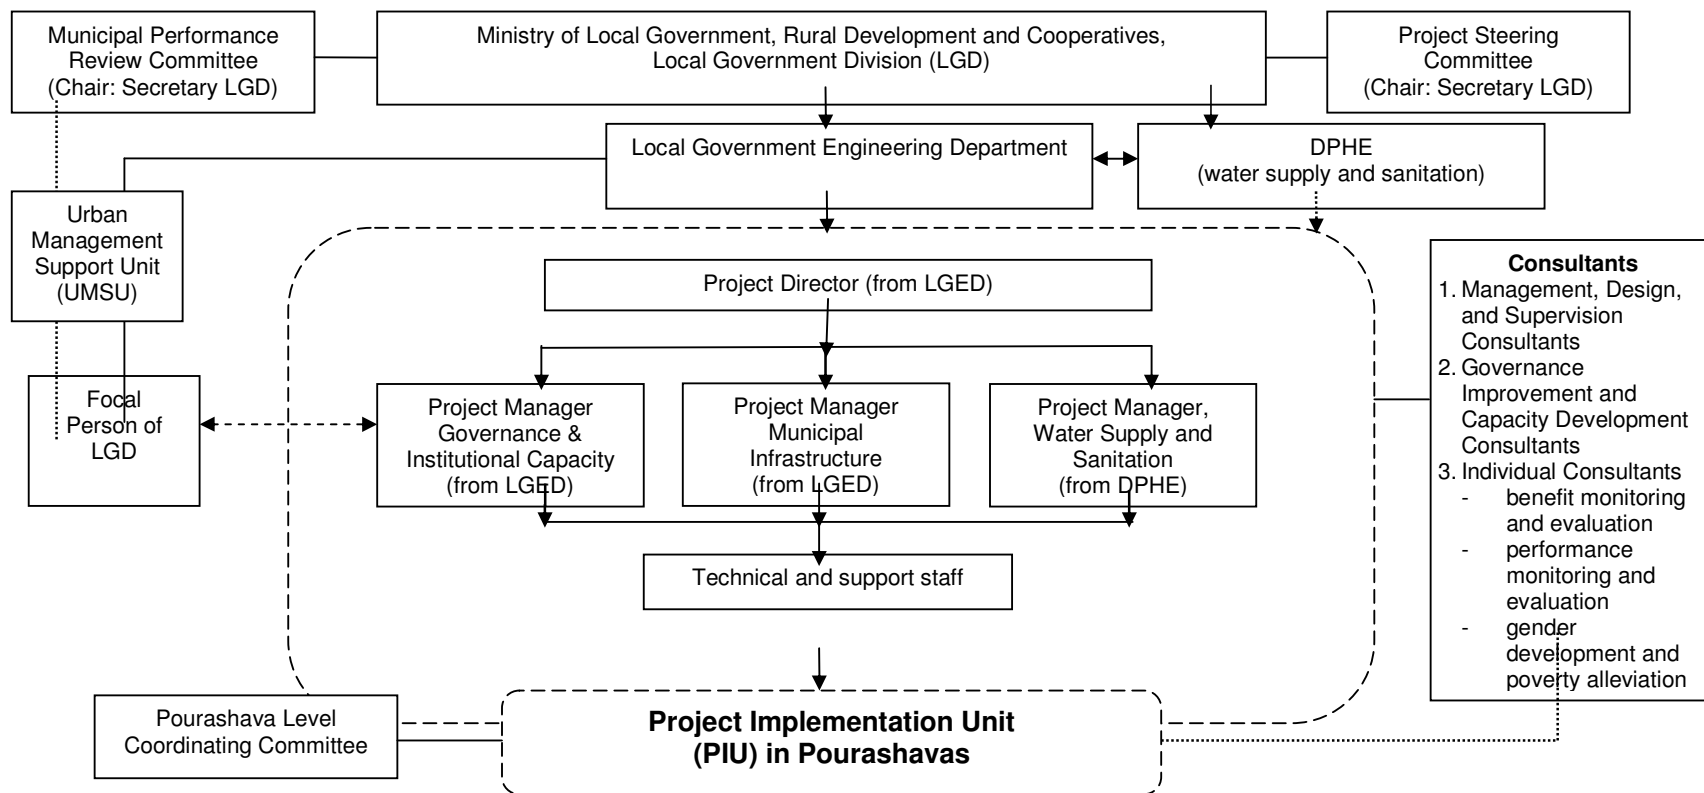 Municipal Performance
Review Committee
(Chair: Secretary LGD)
Ministry of Local Government, Rural Development and Cooperatives,
Local Government Division (LGD)
Project Steering
Committee
(Chair: Secretary LGD)
Local Government Engineering Department
DPHE
(water supply and sanitation)
Urban
Management
Support Unit
(UMSU)
Project Director (from LGED)
Focal
Person of
LGD
Project Manager
Governance &
Institutional Capacity
(from LGED)
Project Manager
Municipal
Infrastructure
(from LGED)
Project Manager,
Water Supply and
Sanitation
(from DPHE)
Technical and support staff
Consultants
1. Management, Design,
and Supervision
Consultants
2. Governance
Improvement and
Capacity Development
Consultants
3. Individual Consultants
- benefit monitoring
and evaluation
- performance
monitoring and
evaluation
- gender
development and
poverty alleviation
Pourashava Level
Coordinating Committee
Project Implementation Unit
(PIU) in Pourashavas